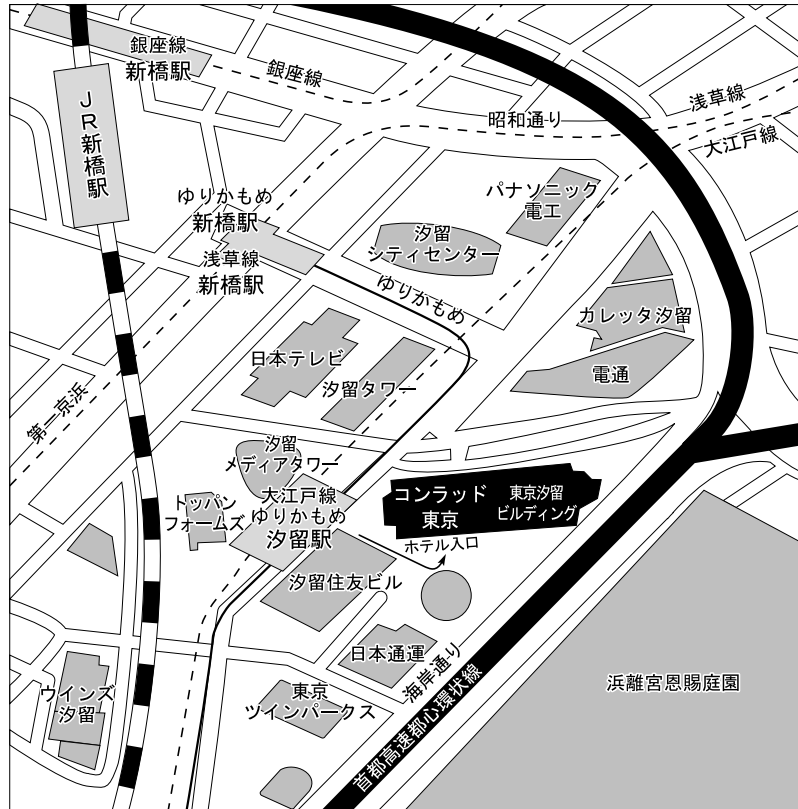 銀座線
新橋駅
銀座線
JR新橋駅
昭和通り
浅草線
大江戸線
ゆりかもめ
新橋駅
浅草線
新橋駅
パナソニック
電工
汐留
シティセンター
ゆりかもめ
カレッタ汐留
電通
日本テレビ
汐留タワー
第一京浜
汐留
メディアタワー
トッパン
フォームズ
大江戸線
ゆりかもめ
汐留駅
コンラッド
東京
東京汐留
ビルディング
ホテル入口
汐留住友ビル
日本通運
海岸通り
首都高速都心環状線
東京
ツインパークス
ウインズ
汐留
浜離宮恩賜庭園